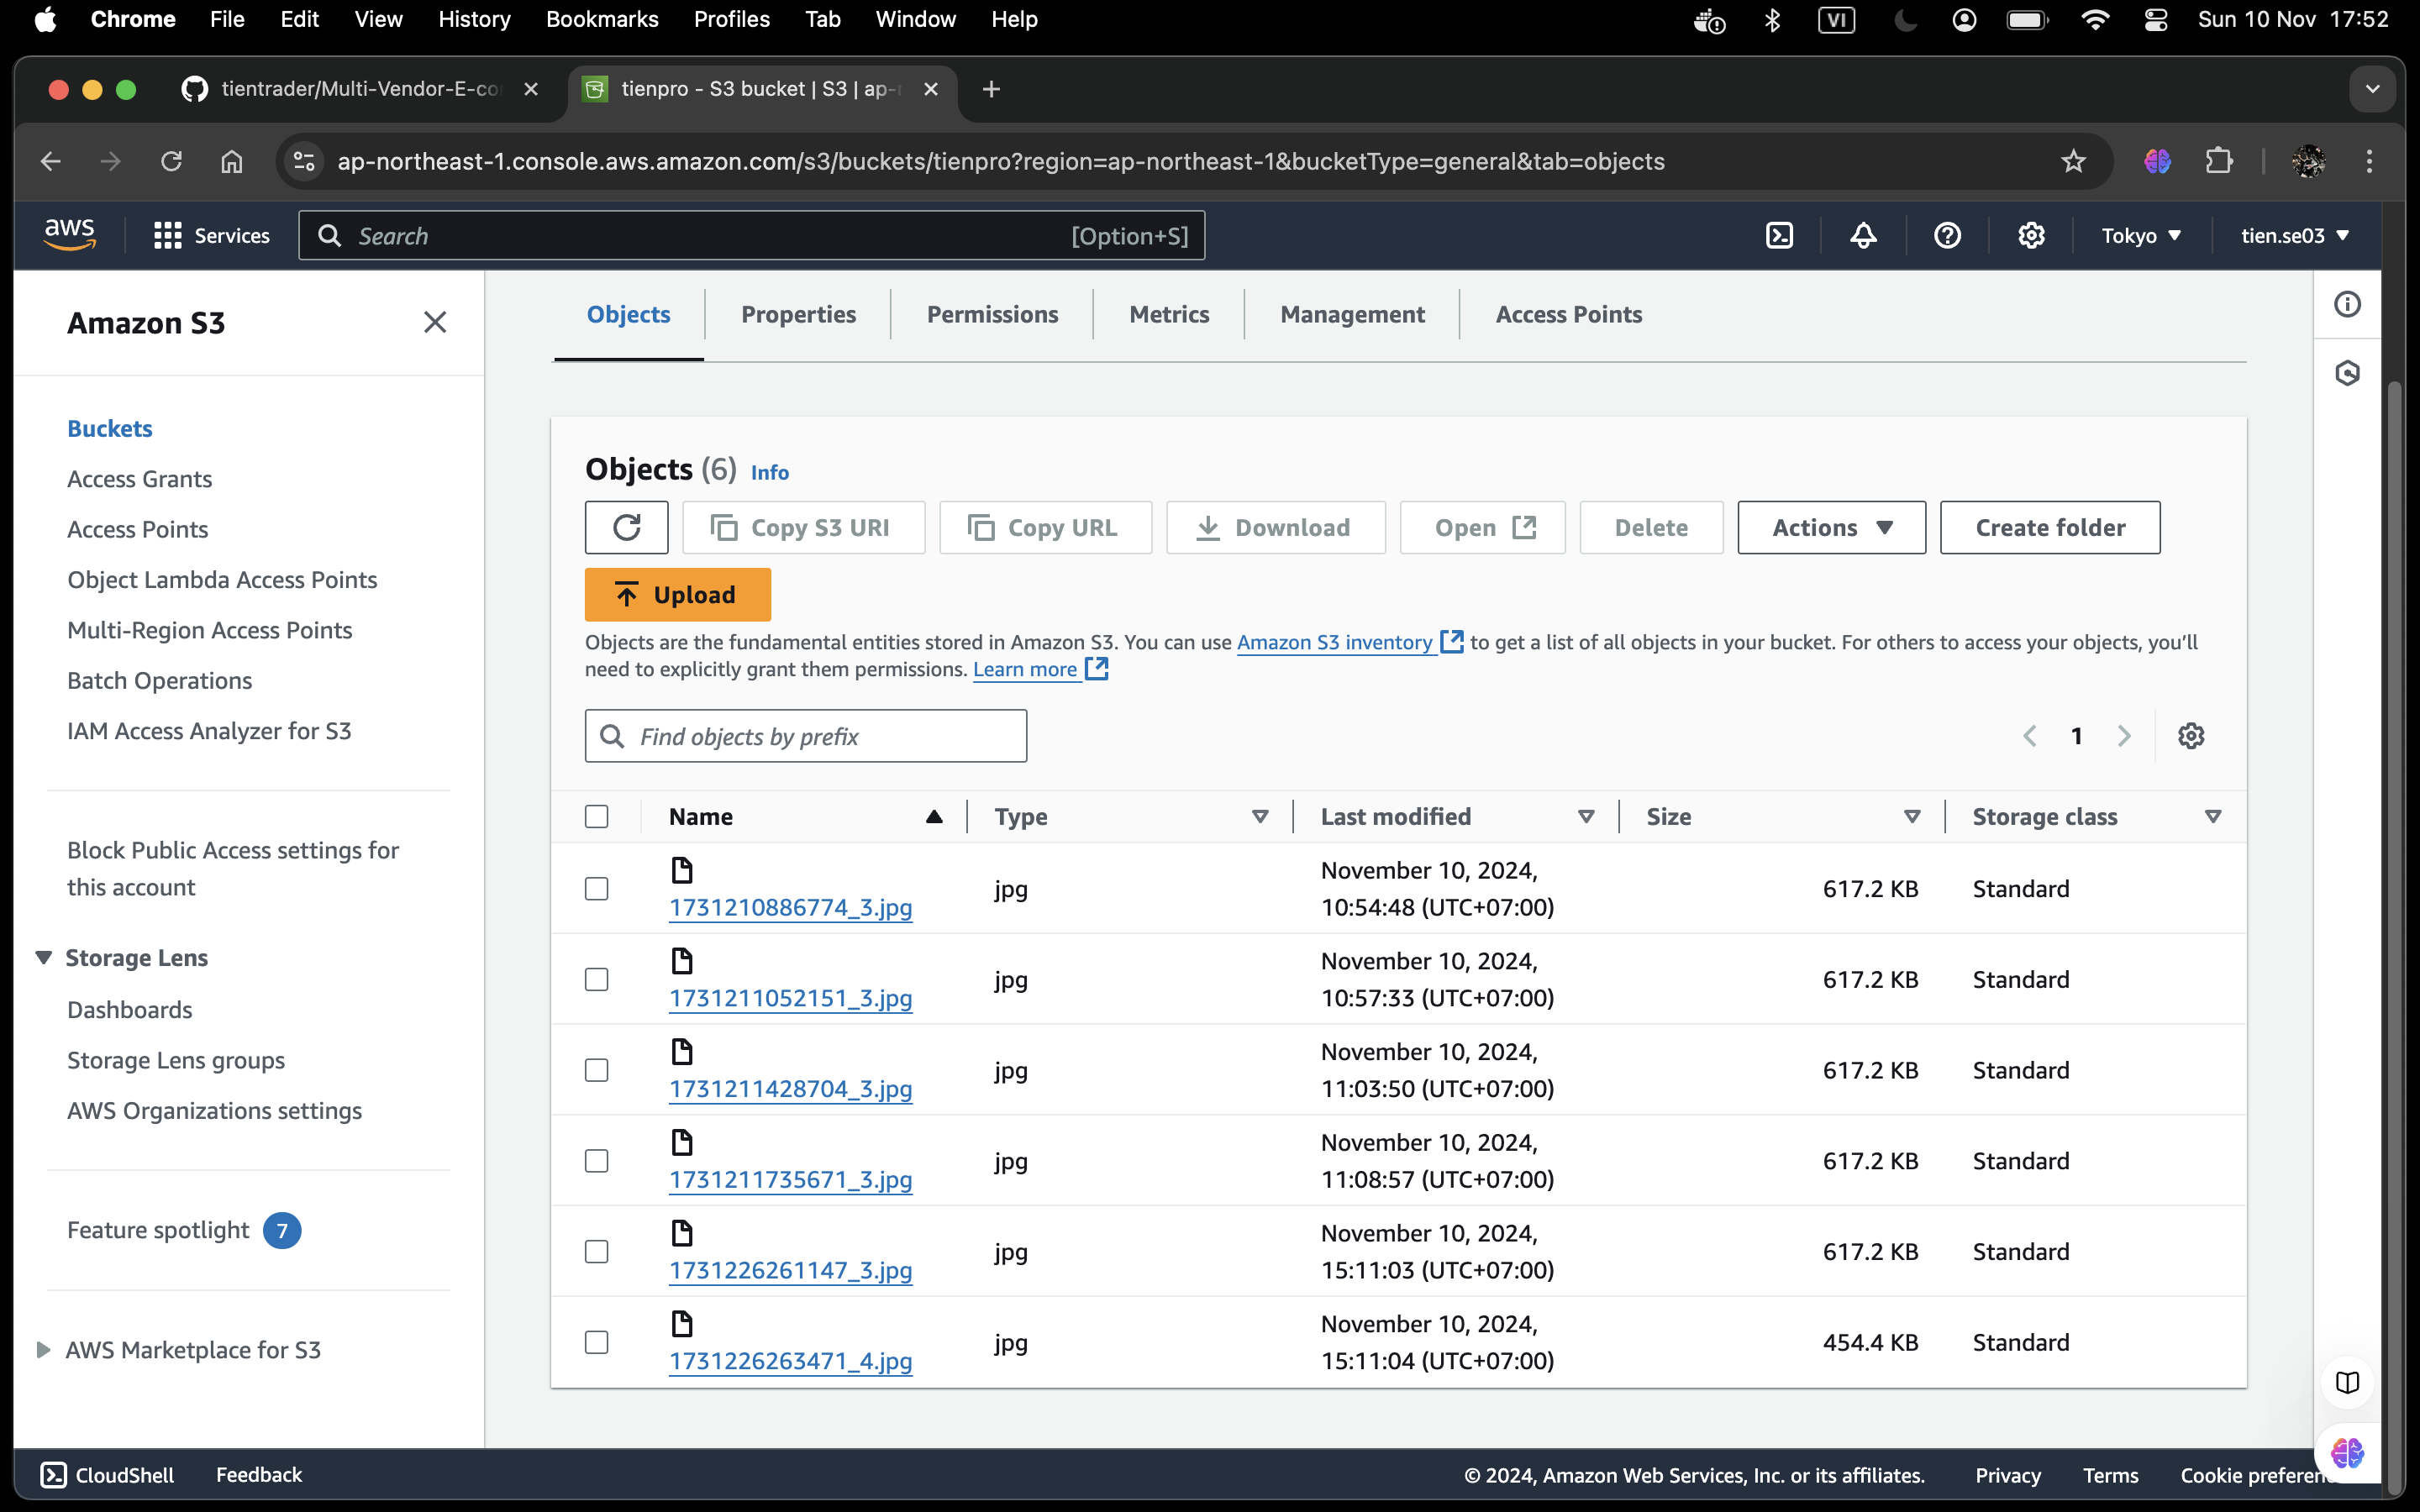 Chrome File Edit View History Bookmarks Profiles Tab Window Help VI Sun 10 Nov 17:52
tientrader/Multi-Vendor-E-co
tienpro - S3 bucket | S3 | ap-
ap-northeast-1.console.aws.amazon.com/s3/buckets/tienpro?region=ap-northeast-1&bucketType=general&tab=objects
aws Services Search [Option+S] Tokyo tien.se03
Amazon S3
Buckets
Access Grants
Access Points
Object Lambda Access Points
Multi-Region Access Points
Batch Operations
IAM Access Analyzer for S3
Block Public Access settings for
this account
Storage Lens
Dashboards
Storage Lens groups
AWS Organizations settings
Feature spotlight 7
AWS Marketplace for S3
Objects Properties Permissions Metrics Management Access Points
Objects (6) Info
Copy S3 URI Copy URL Download Open Delete Actions Create folder
Upload
Objects are the fundamental entities stored in Amazon S3. You can use Amazon S3 inventory to get a list of all objects in your bucket. For others to access your objects, you'll
need to explicitly grant them permissions. Learn more
Find objects by prefix 1
Name Type Last modified Size Storage class
1731210886774_3.jpg jpg November 10, 2024,
10:54:48 (UTC+07:00) 617.2 KB Standard
1731211052151_3.jpg jpg November 10, 2024,
10:57:33 (UTC+07:00) 617.2 KB Standard
1731211428704_3.jpg jpg November 10, 2024,
11:03:50 (UTC+07:00) 617.2 KB Standard
1731211735671_3.jpg jpg November 10, 2024,
11:08:57 (UTC+07:00) 617.2 KB Standard
1731226261147_3.jpg jpg November 10, 2024,
15:11:03 (UTC+07:00) 617.2 KB Standard
1731226263471_4.jpg jpg November 10, 2024,
15:11:04 (UTC+07:00) 454.4 KB Standard
CloudShell Feedback © 2024, Amazon Web Services, Inc. or its affiliates. Privacy Terms Cookie preferen